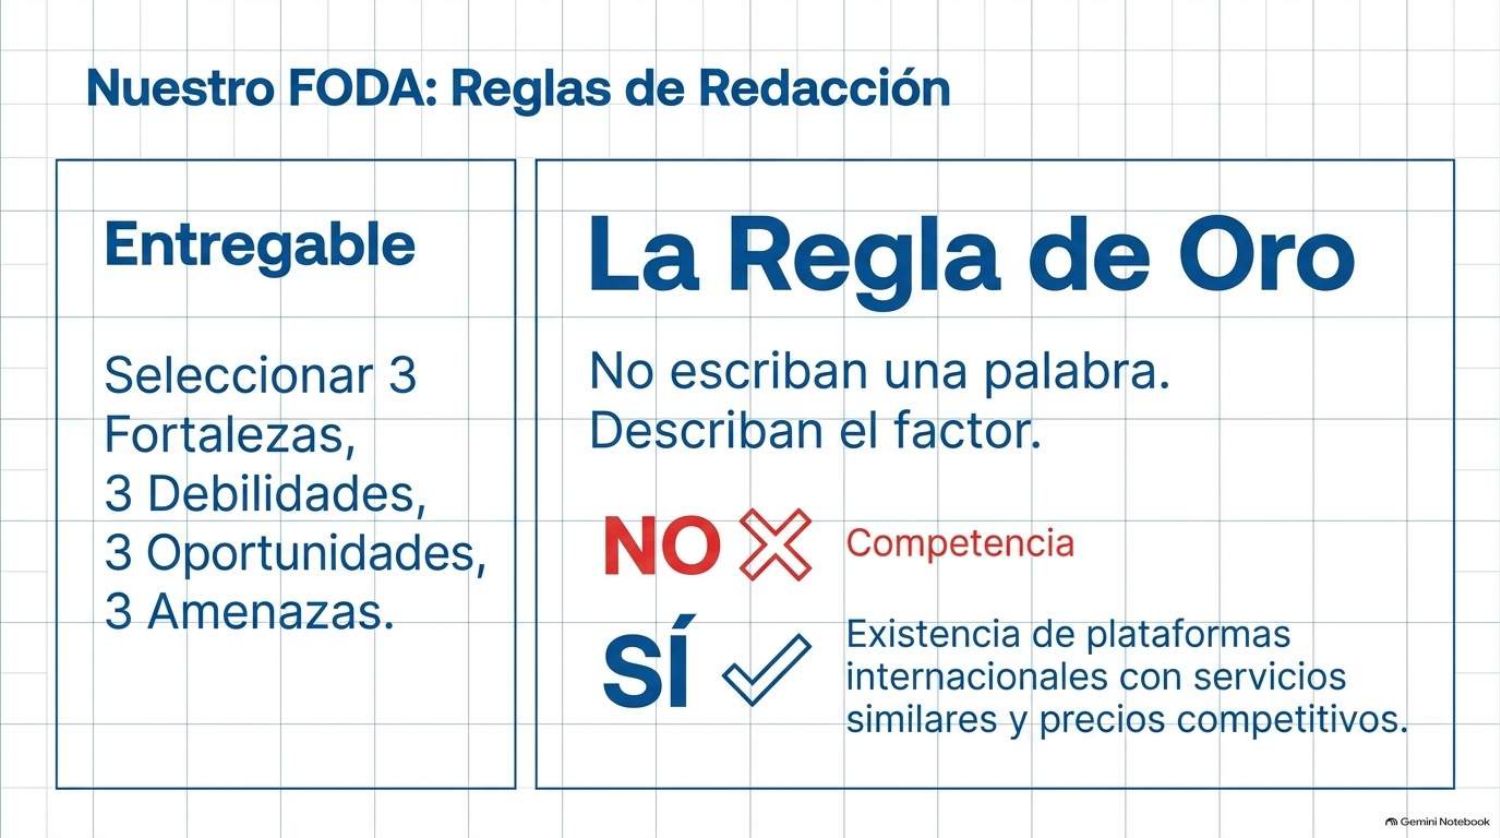 Nuestro FODA: Reglas de Redacción
Entregable
Seleccionar 3
Fortalezas,
3 Debilidades,
3 Oportunidades,
3 Amenazas.
La Regla de Oro
No escriban una palabra.
Describan el factor.
NO
Competencia
SÍ
Existencia de plataformas
internacionales con servicios
similares y precios competitivos.
Gemini Notebook